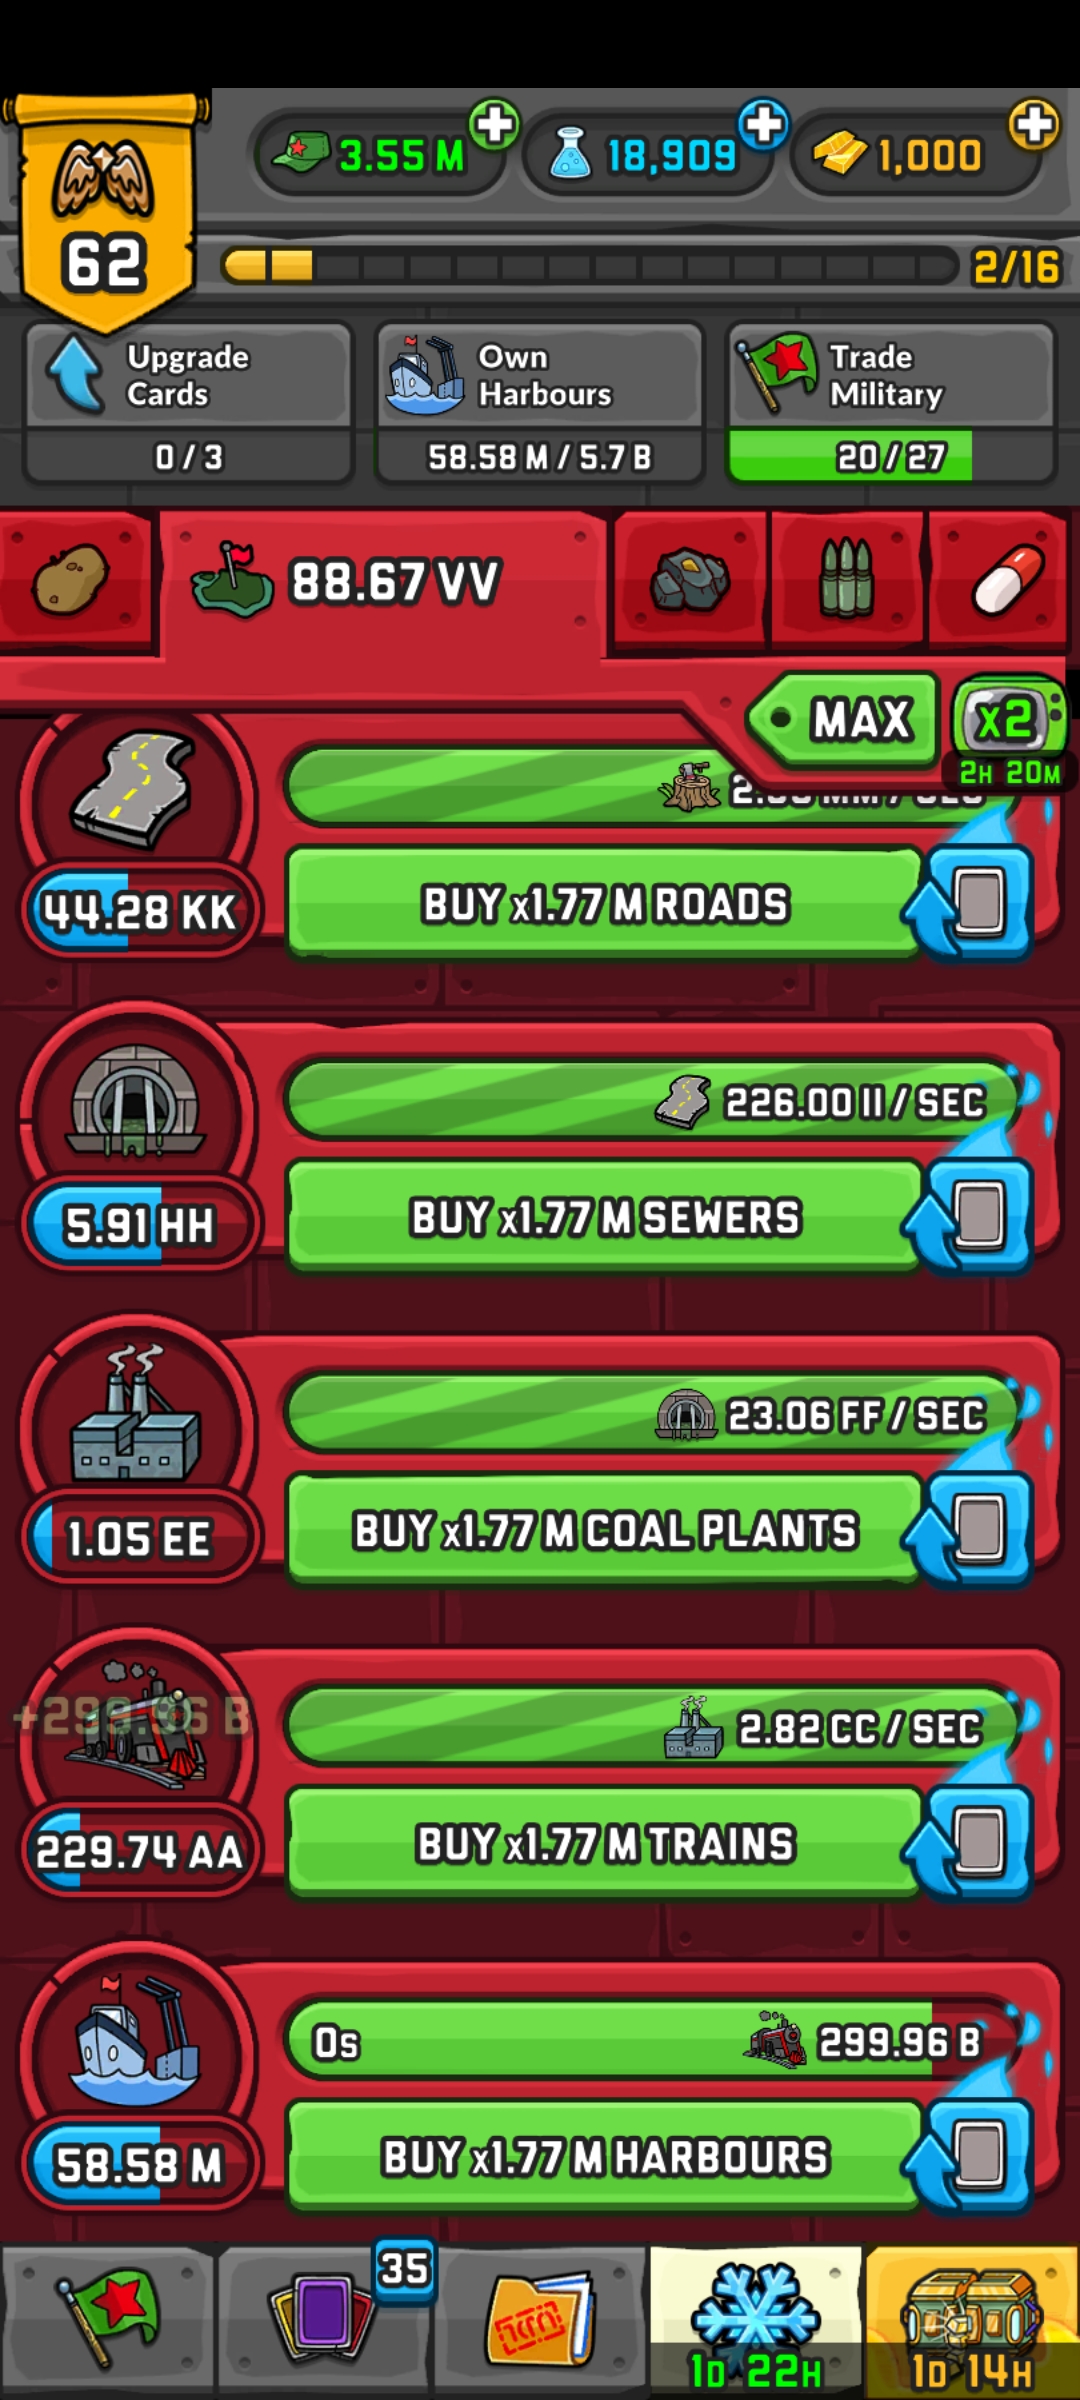 3.55 M
18,909
1,000
62
2/16
Upgrade
Cards
0 / 3
Own
Harbours
58.58 M / 5.7 B
Trade
Military
20 / 27
88.67 VV
MAX
x2
2H 20M
44.28 KK
BUY x1.77 M ROADS
226.00 II / SEC
5.91 HH
BUY x1.77 M SEWERS
23.06 FF / SEC
1.05 EE
BUY x1.77 M COAL PLANTS
+299.96 B
2.82 CC / SEC
229.74 AA
BUY x1.77 M TRAINS
0s
299.96 B
58.58 M
BUY x1.77 M HARBOURS
35
1D 22H
1D 14H